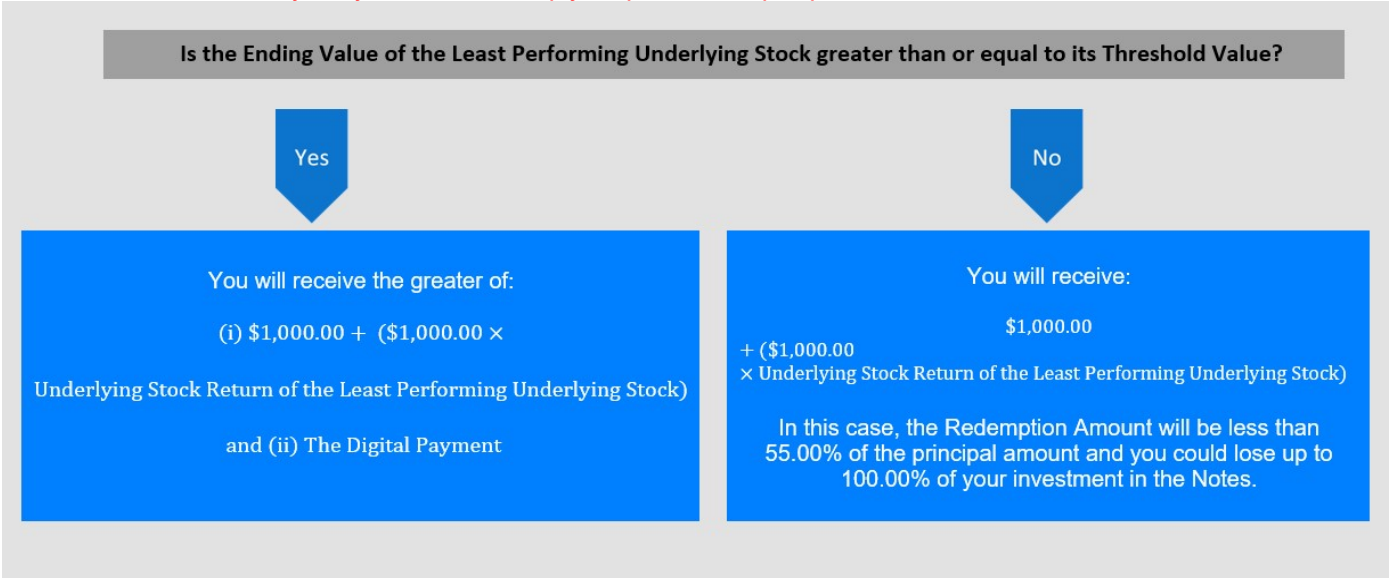 Is the Ending Value of the Least Performing Underlying Stock greater than or equal to its Threshold Value?
Yes
You will receive the greater of:
(i) $1,000.00 + ($1,000.00 ×
Underlying Stock Return of the Least Performing Underlying Stock)
and (ii) The Digital Payment
No
You will receive:
$1,000.00
+ ($1,000.00
× Underlying Stock Return of the Least Performing Underlying Stock)
In this case, the Redemption Amount will be less than
55.00% of the principal amount and you could lose up to
100.00% of your investment in the Notes.